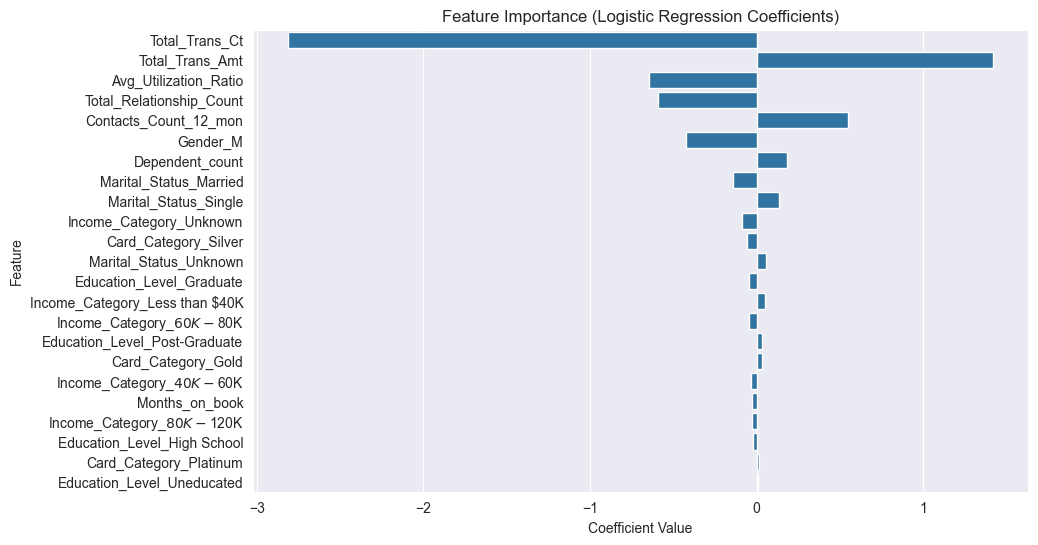 Feature Importance (Logistic Regression Coefficients)
Total_Trans_Ct
Total_Trans_Amt
Avg_Utilization_Ratio
Total_Relationship_Count
Contacts_Count_12_mon
Gender_M
Dependent_count
Marital_Status_Married
Marital_Status_Single
Income_Category_Unknown
Card_Category_Silver
Marital_Status_Unknown
Education_Level_Graduate
Income_Category_Less than $40K
Income_Category_60K − 80K
Education_Level_Post-Graduate
Card_Category_Gold
Income_Category_40K − 60K
Months_on_book
Income_Category_80K − 120K
Education_Level_High School
Card_Category_Platinum
Education_Level_Uneducated
Feature
−3 −2 −1 0 1
Coefficient Value